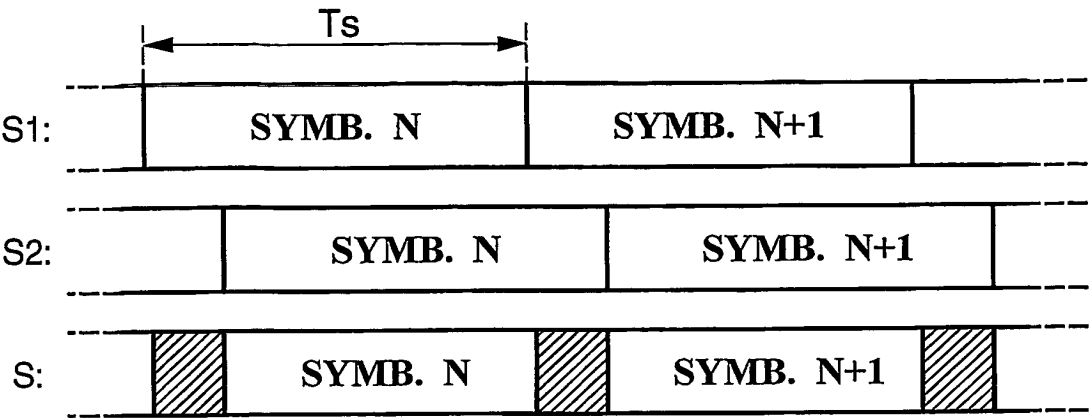 Ts
S1: SYMB. N SYMB. N+1
S2: SYMB. N SYMB. N+1
S: SYMB. N SYMB. N+1